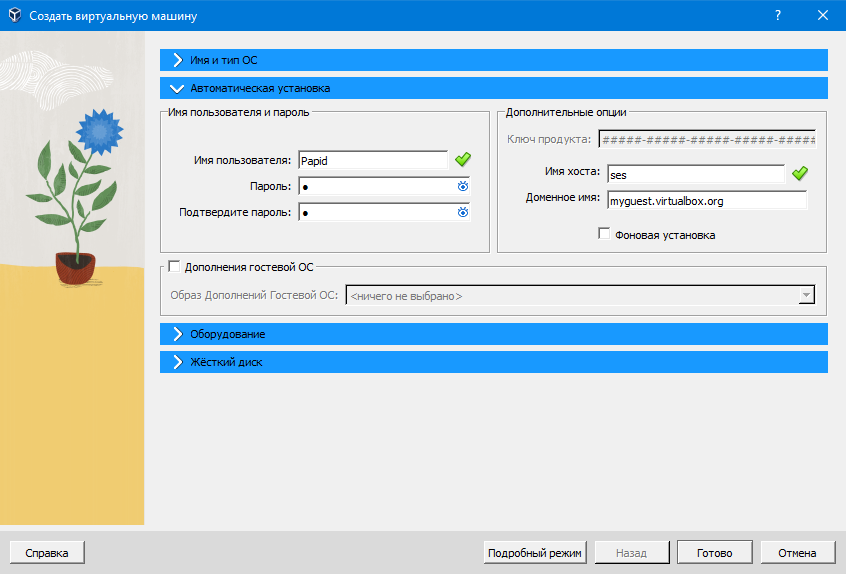 Создать виртуальную машину
?
Имя и тип ОС
Автоматическая установка
Имя пользователя и пароль
Имя пользователя: Papid
Пароль: ●
Подтвердите пароль: ●
Дополнительные опции
Ключ продукта: #####-#####-#####-#####-#####
Имя хоста: ses
Доменное имя: myguest.virtualbox.org
Фоновая установка
Дополнения гостевой ОС
Образ Дополнений Гостевой ОС: <ничего не выбрано>
Оборудование
Жёсткий диск
Справка
Подробный режим
Назад
Готово
Отмена